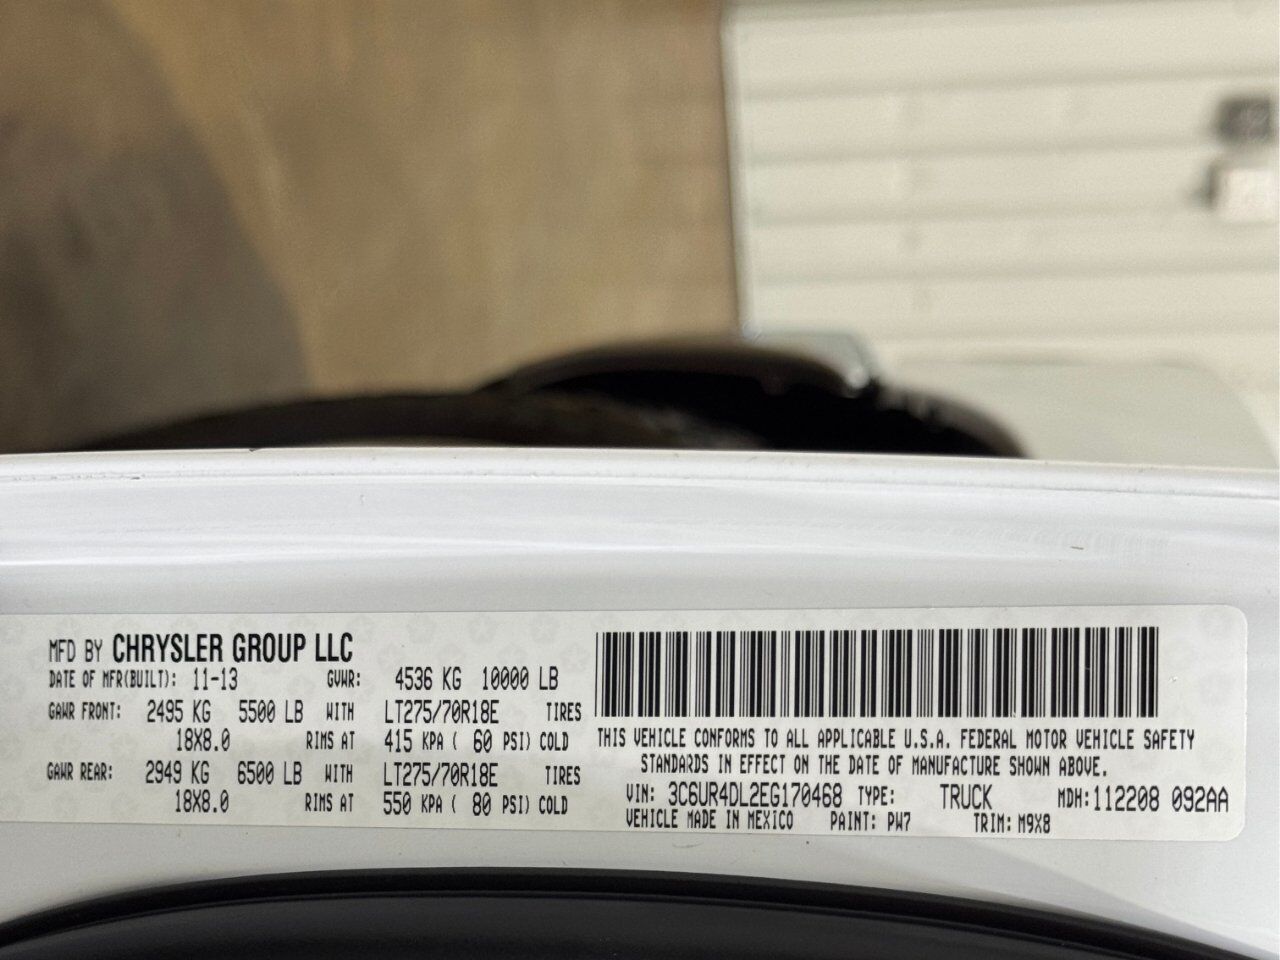 MFD BY CHRYSLER GROUP LLC
DATE OF MFR(BUILT): 11-13 GVWR: 4536 KG 10000 LB
GAWR FRONT: 2495 KG 5500 LB WITH LT275/70R18E TIRES
18X8.0 RIMS AT 415 KPA ( 60 PSI) COLD
GAWR REAR: 2949 KG 6500 LB WITH LT275/70R18E TIRES
18X8.0 RIMS AT 550 KPA ( 80 PSI) COLD
THIS VEHICLE CONFORMS TO ALL APPLICABLE U.S.A. FEDERAL MOTOR VEHICLE SAFETY
STANDARDS IN EFFECT ON THE DATE OF MANUFACTURE SHOWN ABOVE.
VIN: 3C6UR4DL2EG170468 TYPE: TRUCK MDH:112208 092AA
VEHICLE MADE IN MEXICO PAINT: PW7 TRIM: M9X8